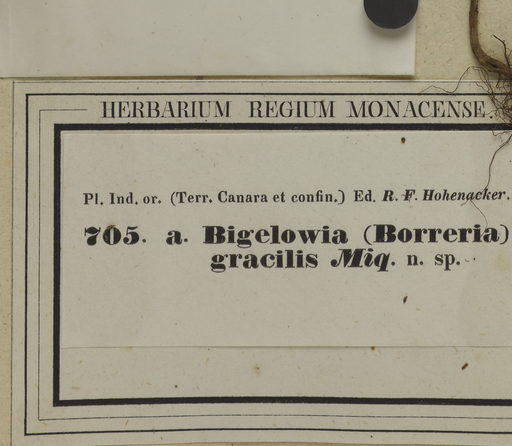 HERBARIUM REGIUM MONACENSE.
Pl. Ind. or. (Terr. Canara et confin.) Ed. R. F. Hohenacker.
705. a. Bigelowia (Borreria)
gracilis Miq. n. sp.